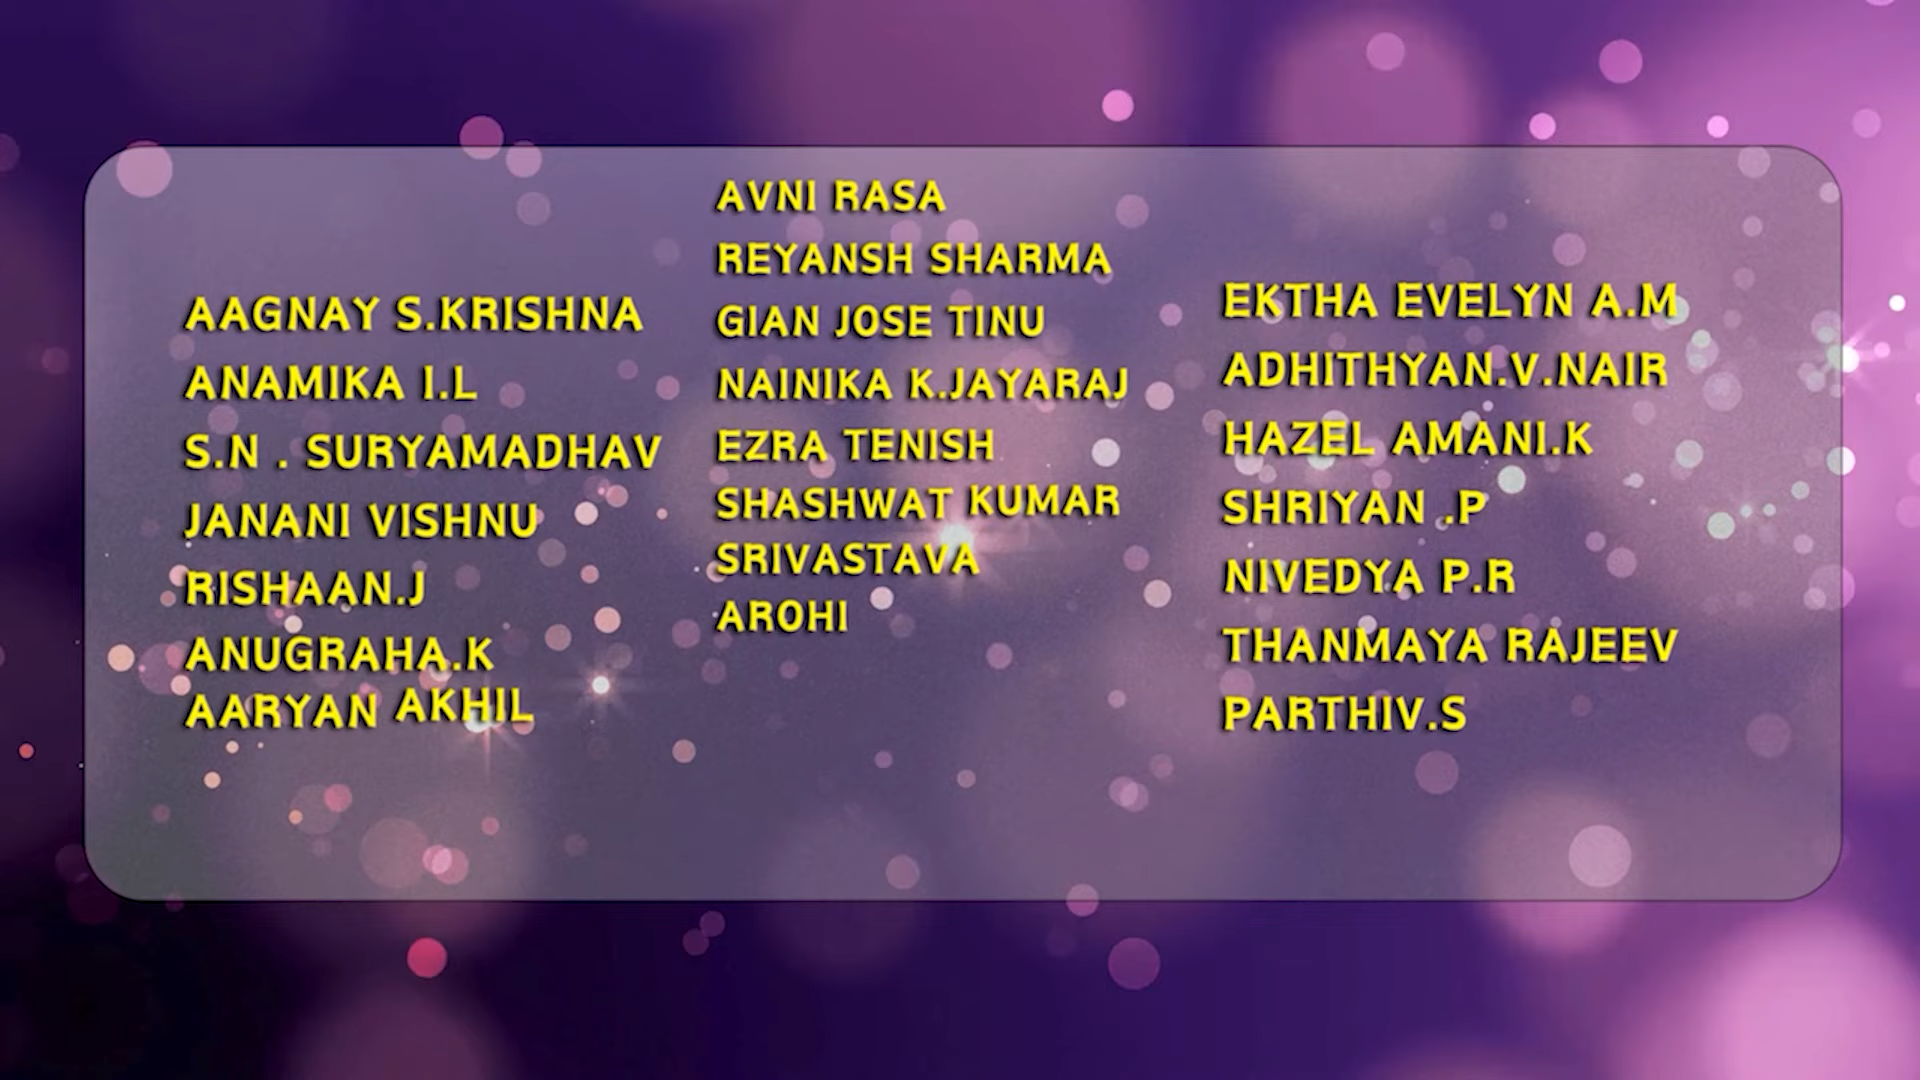 AAGNAY S.KRISHNA
ANAMIKA I.L
S.N . SURYAMADHAV
JANANI VISHNU
RISHAAN.J
ANUGRAHA.K
AARYAN AKHIL
AVNI RASA
REYANSH SHARMA
GIAN JOSE TINU
NAINIKA K.JAYARAJ
EZRA TENISH
SHASHWAT KUMAR
SRIVASTAVA
AROHI
EKTHA EVELYN A.M
ADHITHYAN.V.NAIR
HAZEL AMANI.K
SHRIYAN .P
NIVEDYA P.R
THANMAYA RAJEEV
PARTHIV.S